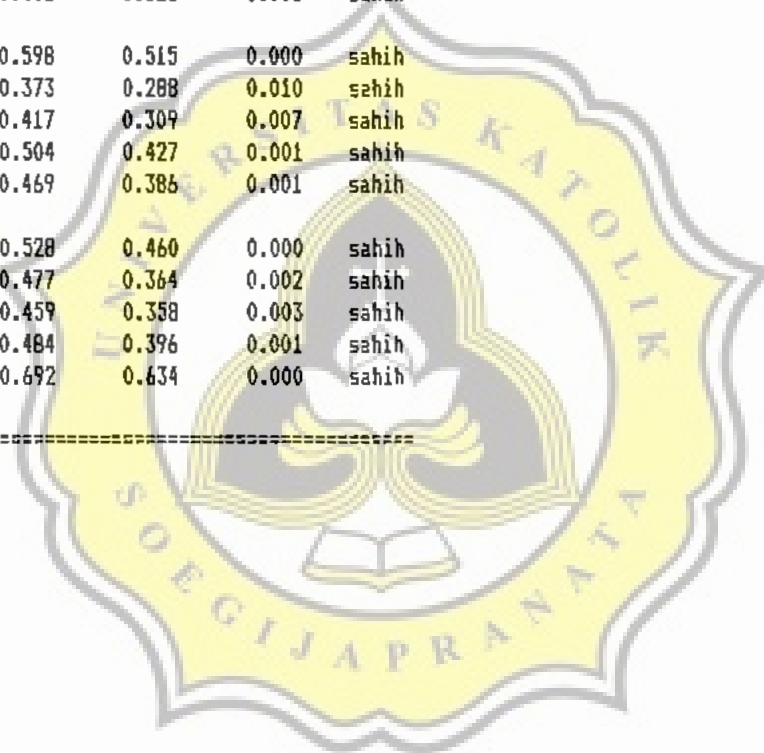 0.598 0.515 0.000 sahih
0.373 0.288 0.010 sahih
0.417 0.309 0.007 sahih
0.504 0.427 0.001 sahih
0.469 0.386 0.001 sahih
0.528 0.460 0.000 sahih
0.477 0.364 0.002 sahih
0.459 0.358 0.003 sahih
0.484 0.396 0.001 sahih
0.692 0.634 0.000 sahih
UNIVERSITAS KATOLIK
SOEGIJAPRANATA